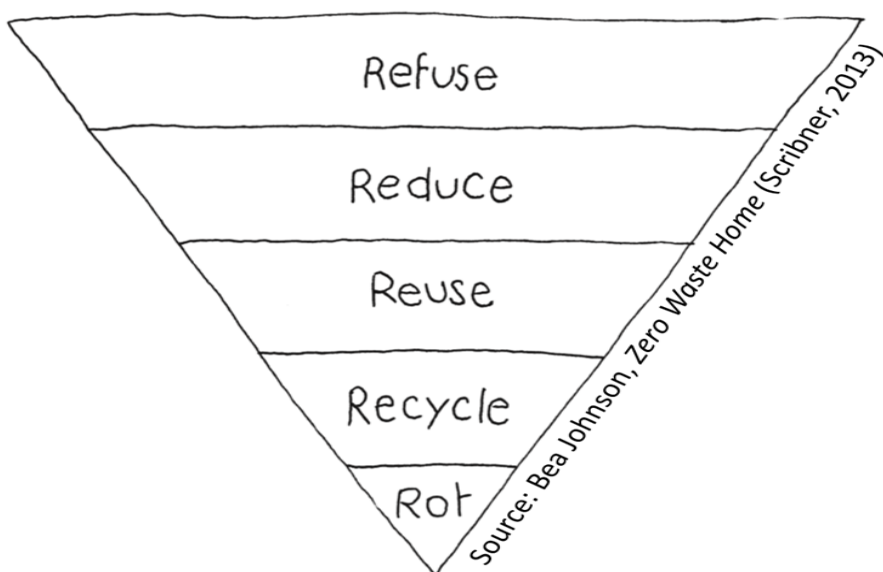 Refuse
Reduce
Reuse
Recycle
Rot
Source: Bea Johnson, Zero Waste Home (Scribner, 2013)